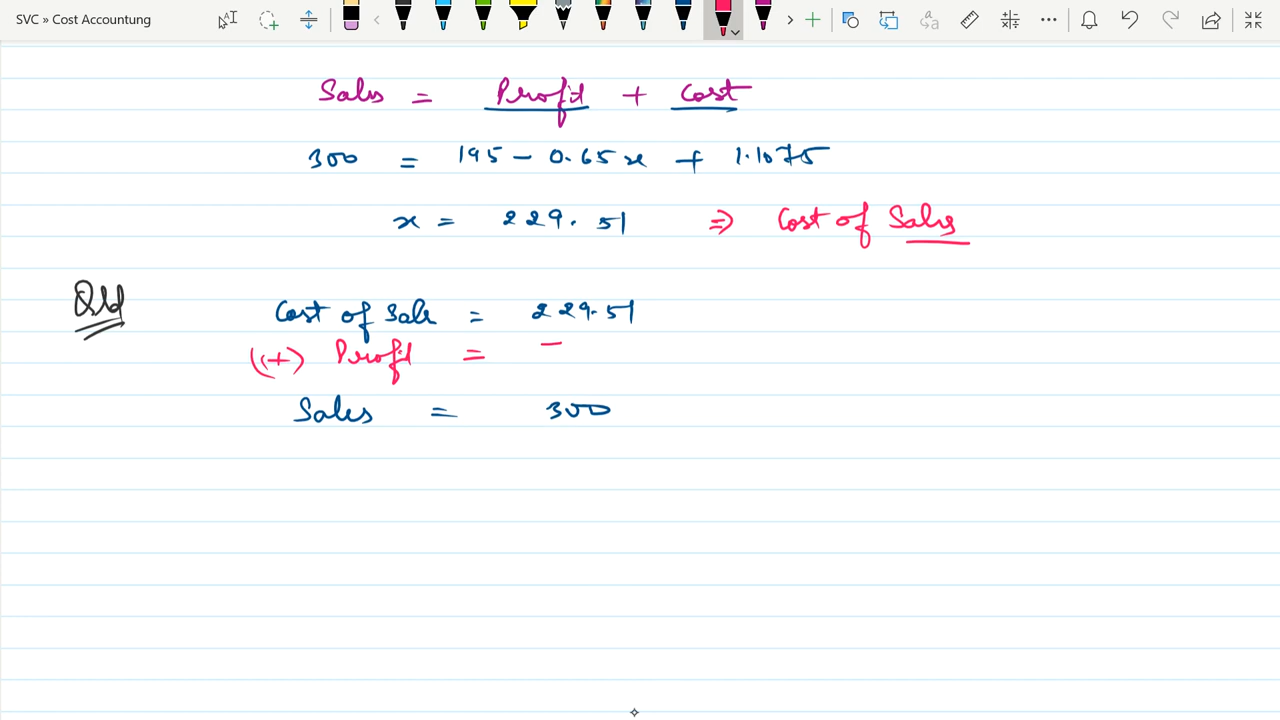 SVC » Cost Accountung
Sales = Profit + Cost
300 = 195 - 0.65x + 1.1075
x = 229.51 ⇒ Cost of Sales
Old
Cost of Sale = 229.51
(+) Profit = -
Sales = 300